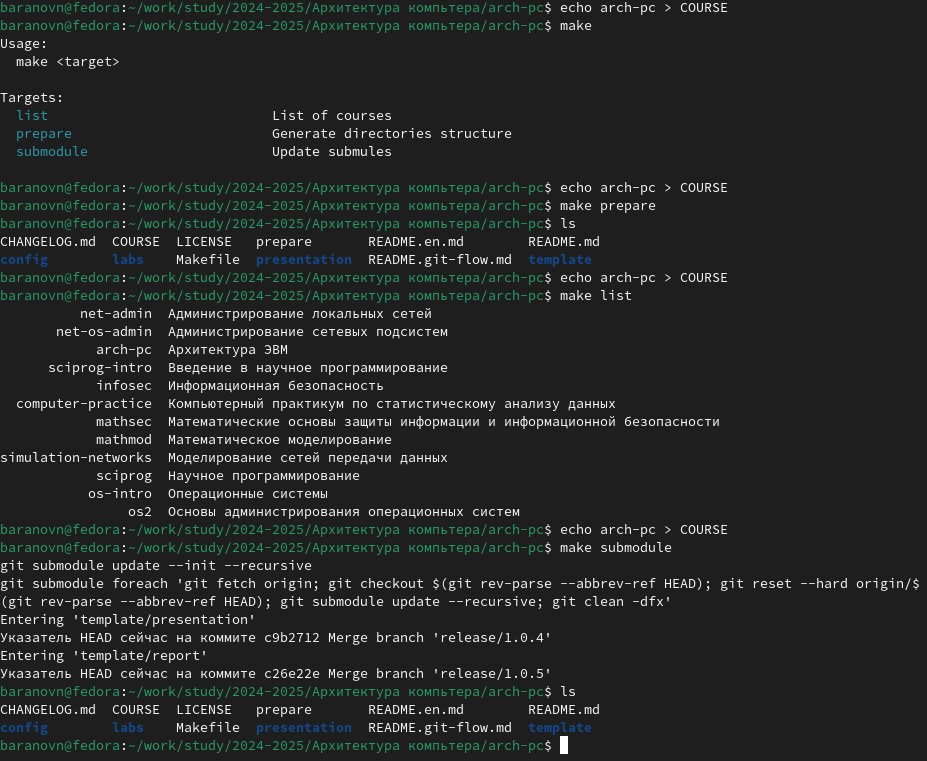 baranovn@fedora:~/work/study/2024-2025/Архитектура компьтера/arch-pc$ echo arch-pc > COURSE
baranovn@fedora:~/work/study/2024-2025/Архитектура компьтера/arch-pc$ make
Usage:
  make <target>

Targets:
  list                            List of courses
  prepare                         Generate directories structure
  submodule                       Update submules

baranovn@fedora:~/work/study/2024-2025/Архитектура компьтера/arch-pc$ echo arch-pc > COURSE
baranovn@fedora:~/work/study/2024-2025/Архитектура компьтера/arch-pc$ make prepare
baranovn@fedora:~/work/study/2024-2025/Архитектура компьтера/arch-pc$ ls
CHANGELOG.md  COURSE  LICENSE   prepare       README.en.md        README.md
config        labs    Makefile  presentation  README.git-flow.md  template
baranovn@fedora:~/work/study/2024-2025/Архитектура компьтера/arch-pc$ echo arch-pc > COURSE
baranovn@fedora:~/work/study/2024-2025/Архитектура компьтера/arch-pc$ make list
          net-admin  Администрирование локальных сетей
       net-os-admin  Администрирование сетевых подсистем
            arch-pc  Архитектура ЭВМ
      sciprog-intro  Введение в научное программирование
            infosec  Информационная безопасность
  computer-practice  Компьютерный практикум по статистическому анализу данных
            mathsec  Математические основы защиты информации и информационной безопасности
            mathmod  Математическое моделирование
simulation-networks  Моделирование сетей передачи данных
            sciprog  Научное программирование
           os-intro  Операционные системы
                os2  Основы администрирования операционных систем
baranovn@fedora:~/work/study/2024-2025/Архитектура компьтера/arch-pc$ echo arch-pc > COURSE
baranovn@fedora:~/work/study/2024-2025/Архитектура компьтера/arch-pc$ make submodule
git submodule update --init --recursive
git submodule foreach 'git fetch origin; git checkout $(git rev-parse --abbrev-ref HEAD); git reset --hard origin/$
(git rev-parse --abbrev-ref HEAD); git submodule update --recursive; git clean -dfx'
Entering 'template/presentation'
Указатель HEAD сейчас на коммите c9b2712 Merge branch 'release/1.0.4'
Entering 'template/report'
Указатель HEAD сейчас на коммите c26e22e Merge branch 'release/1.0.5'
baranovn@fedora:~/work/study/2024-2025/Архитектура компьтера/arch-pc$ ls
CHANGELOG.md  COURSE  LICENSE   prepare       README.en.md        README.md
config        labs    Makefile  presentation  README.git-flow.md  template
baranovn@fedora:~/work/study/2024-2025/Архитектура компьтера/arch-pc$